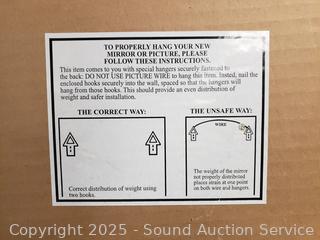 TO PROPERLY HANG YOUR NEW
MIRROR OR PICTURE, PLEASE
FOLLOW THESE INSTRUCTIONS.
This item comes to you with special hangers securely fastened to
the back: DO NOT USE PICTURE WIRE to hang this item. Insted, nail the
enclosed hooks securely into the wall, spaced so that the hangers will
hang from those hooks. This should provide an even distribution of
weight and safer installation.
THE CORRECT WAY:
THE UNSAFE WAY:
WIRE
Correct distribution of weight using
two hooks.
The weight of the mirror
not properly distributed
places strain at one point
on both wire and hangers.
Copyright 2025 - Sound Auction Service